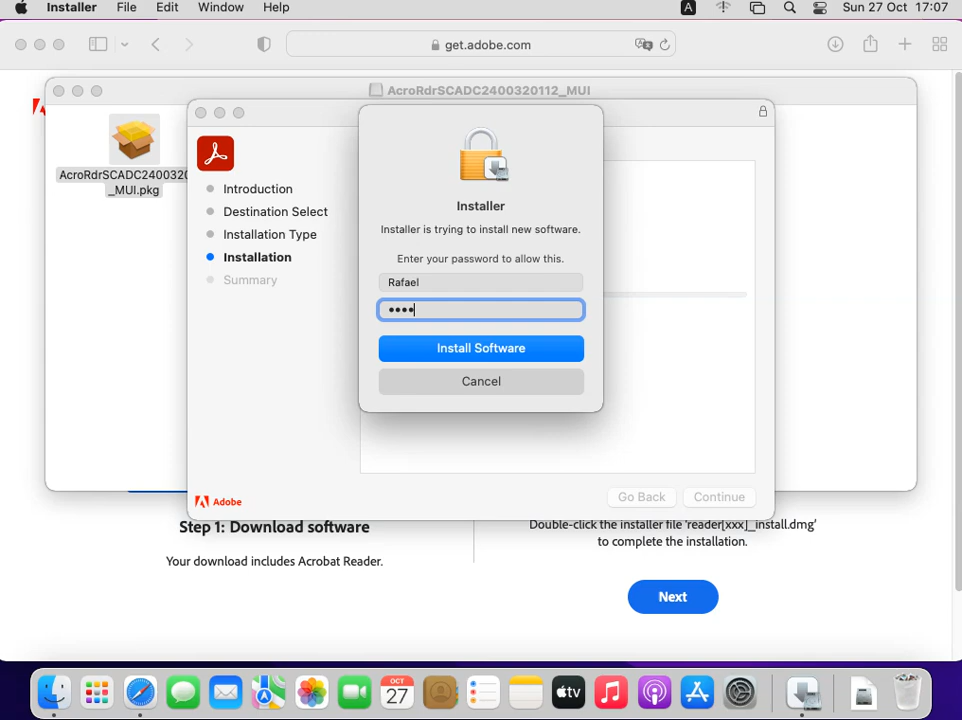 Installer File Edit Window Help A Sun 27 Oct 17:07
get.adobe.com
AcroRdrSCADC2400320112_MUI
AcroRdrSCADC2400320
_MUI.pkg
Introduction
Destination Select
Installation Type
Installation
Summary
Installer
Installer is trying to install new software.
Enter your password to allow this.
Rafael
••••
Install Software
Cancel
Adobe
Go Back Continue
Step 1: Download software
Your download includes Acrobat Reader.
Double-click the installer file ‘reader[xxx]_install.dmg’
to complete the installation.
Next
OCT
27
tv